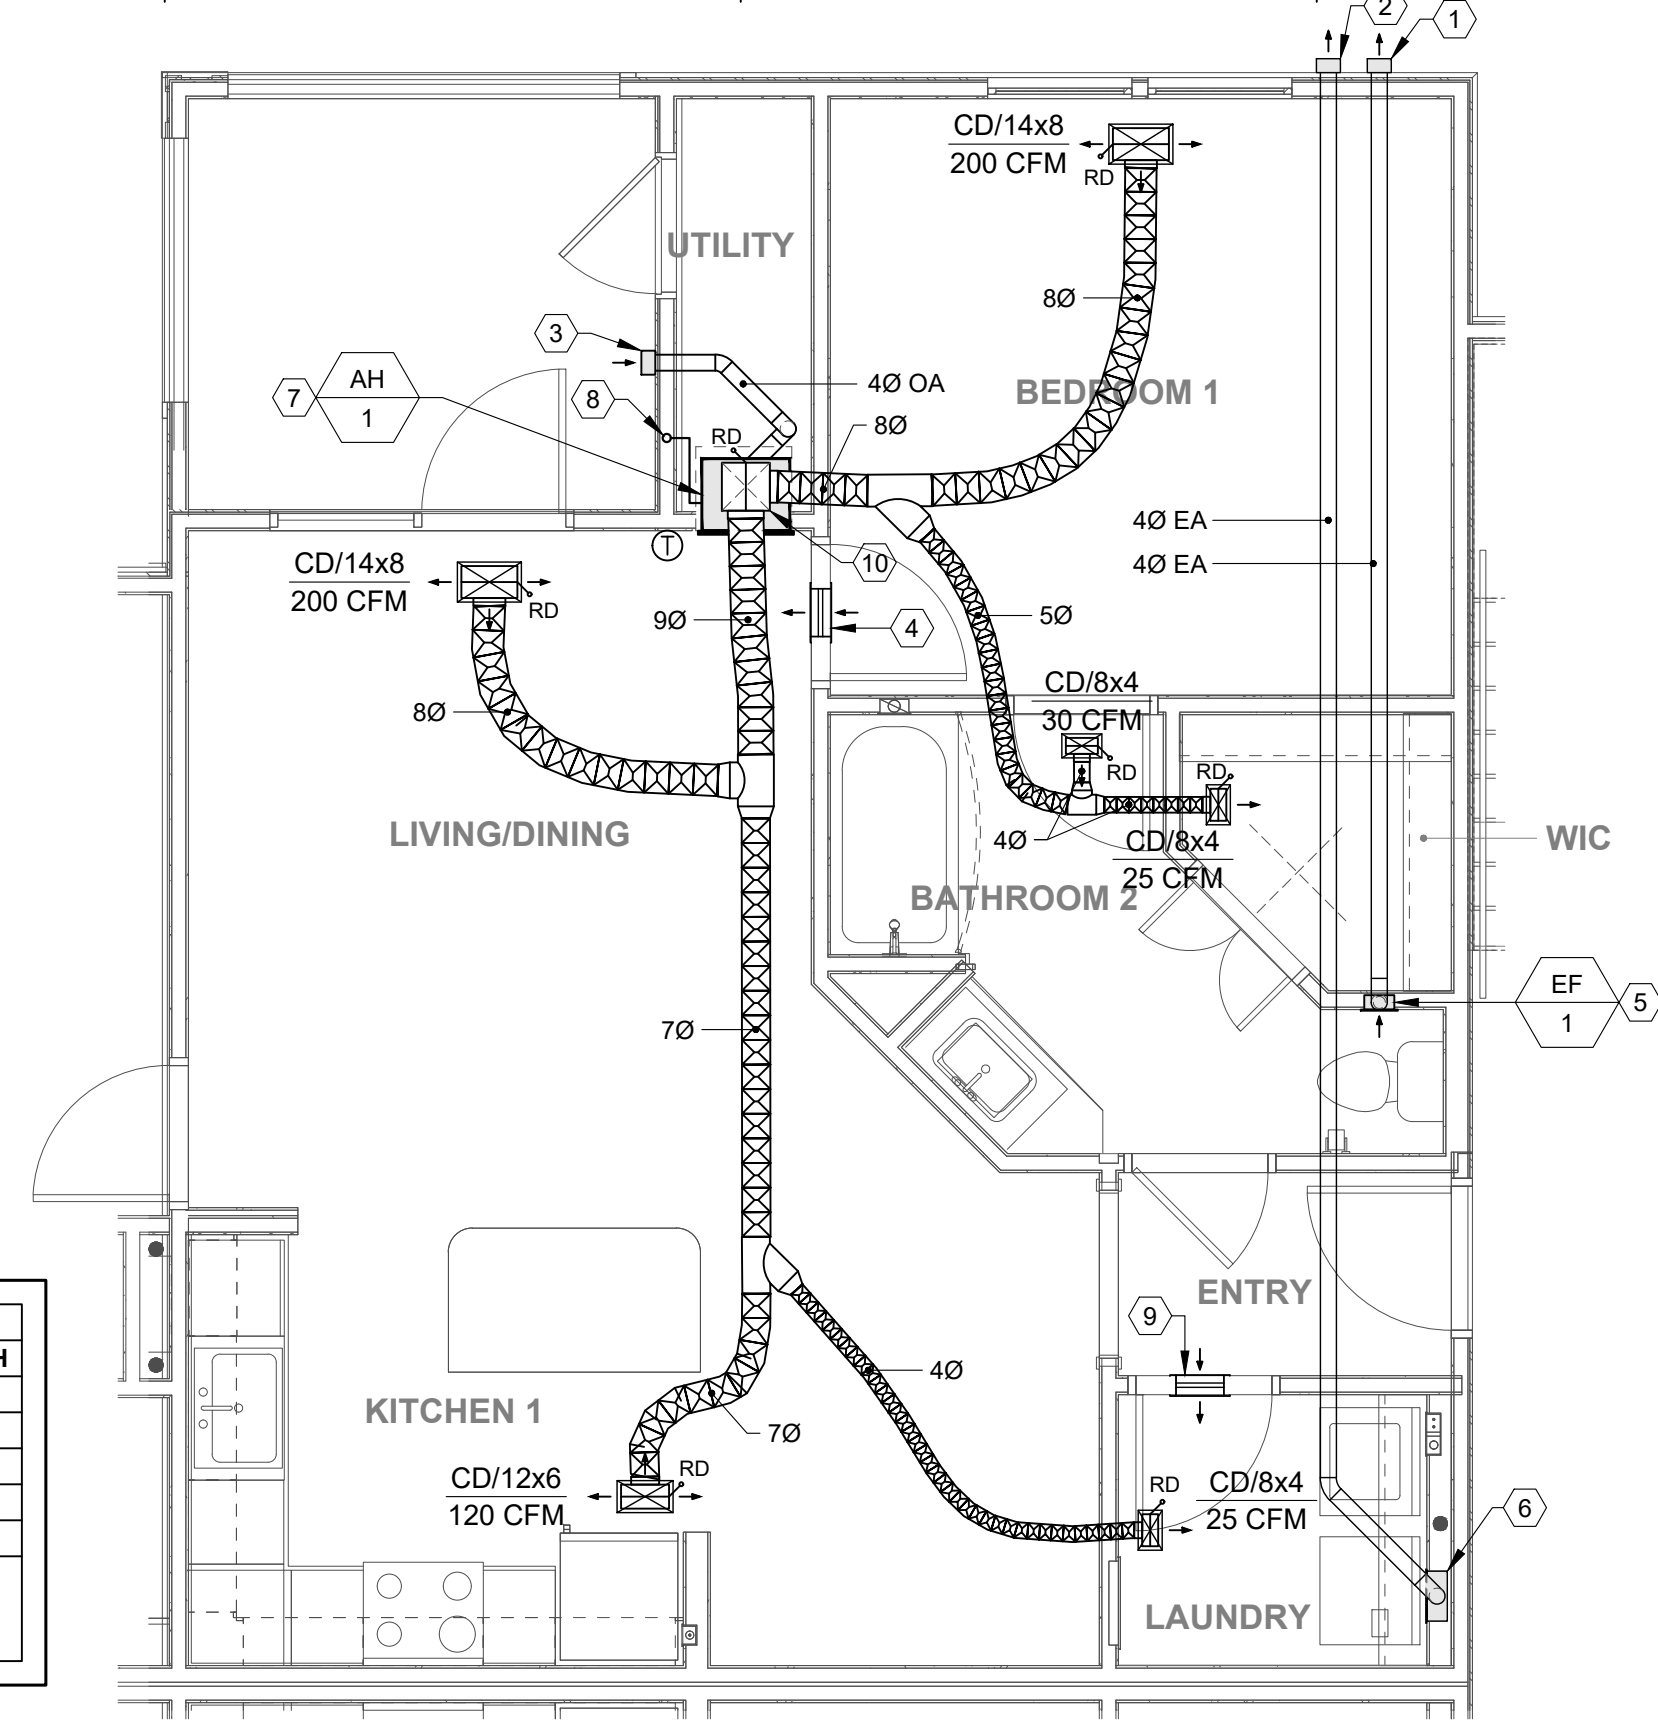 2
1
CD/14x8
200 CFM
RD
UTILITY
8Ø
3
AH
1
7
8
4Ø OA
BEDROOM 1
8Ø
RD
4Ø EA
4Ø EA
T
10
CD/14x8
200 CFM
RD
9Ø
4
5Ø
CD/8x4
30 CFM
RD
RD
8Ø
LIVING/DINING
4Ø
CD/8x4
25 CFM
WIC
BATHROOM 2
EF
1
5
7Ø
ENTRY
9
H
4Ø
KITCHEN 1
7Ø
CD/12x6
120 CFM
RD
RD
CD/8x4
25 CFM
6
LAUNDRY